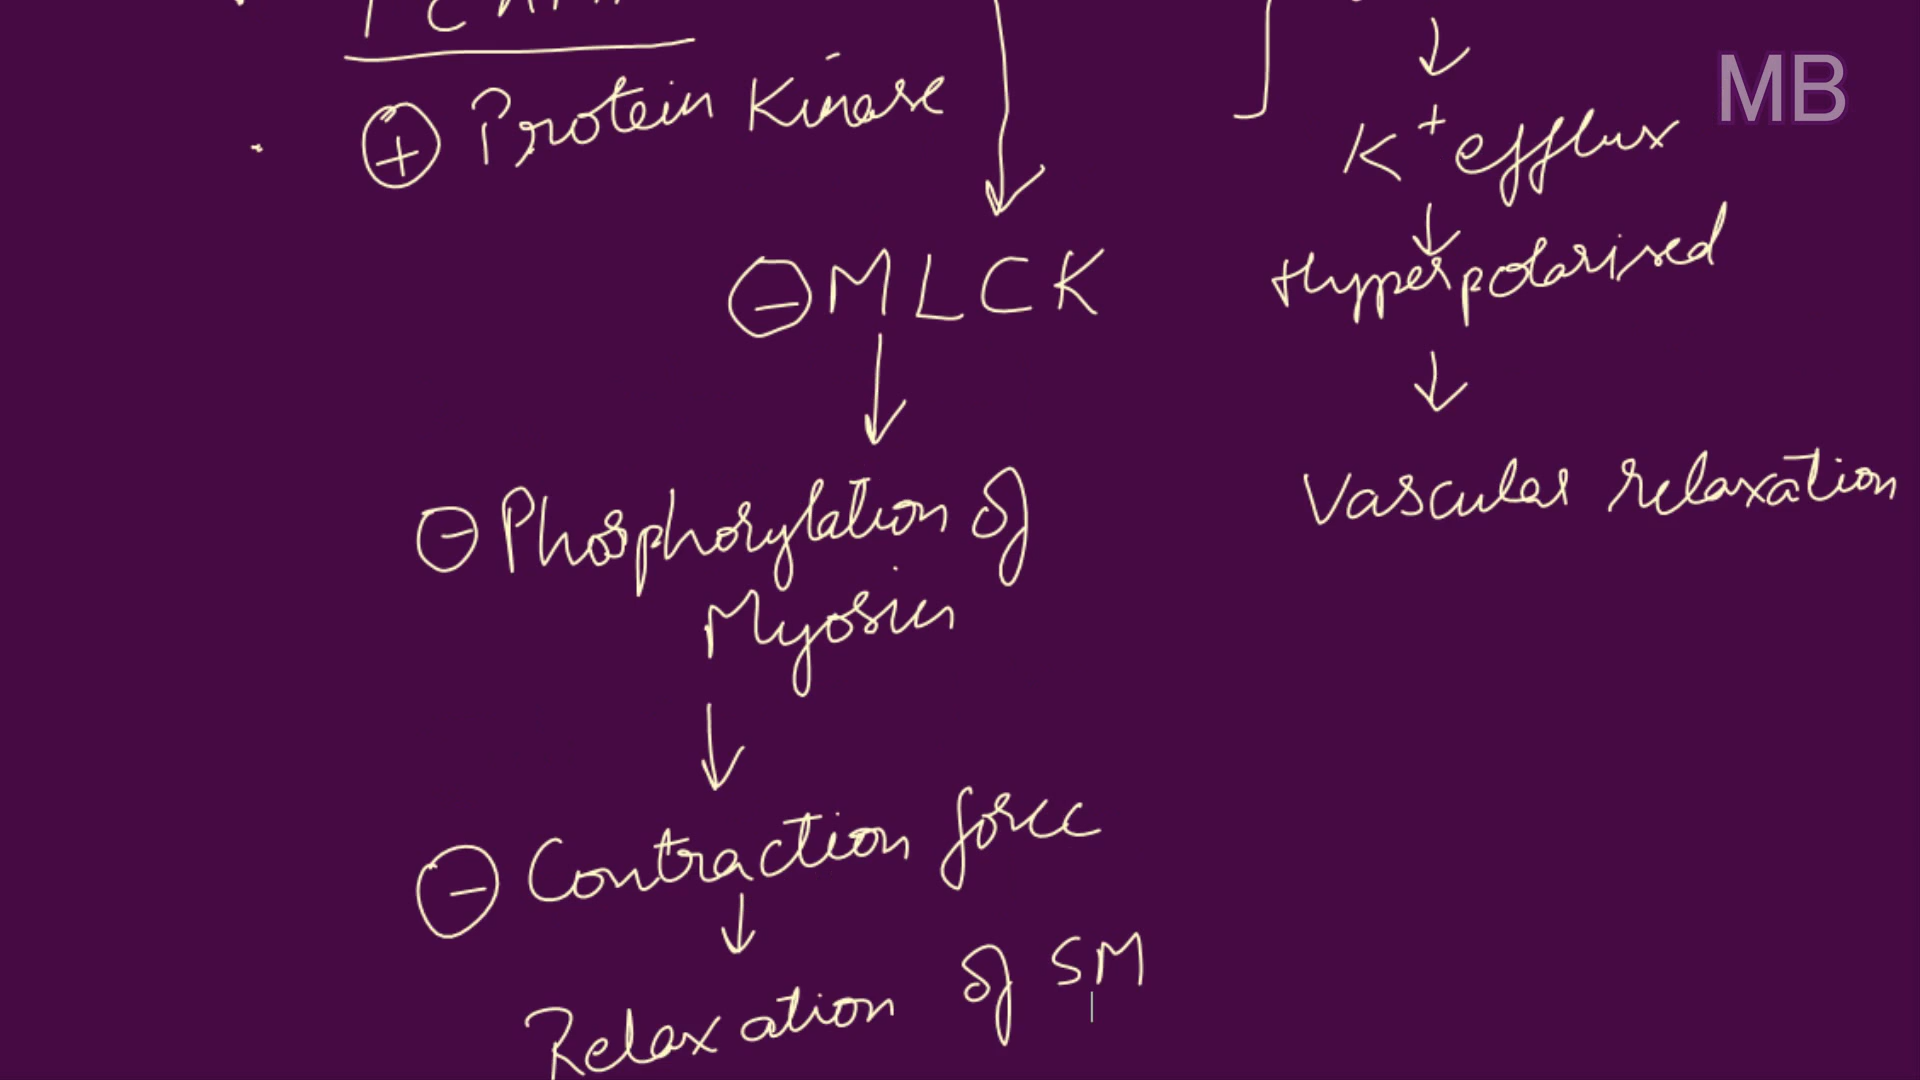 ⊕ Protein Kinase
⊖ MLCK
↓
⊖ Phosphorylation of
Myosin
↓
⊖ Contraction force
↓
Relaxation of SM
↓
K⁺ efflux
↓
Hyperpolarised
↓
Vascular relaxation
MB